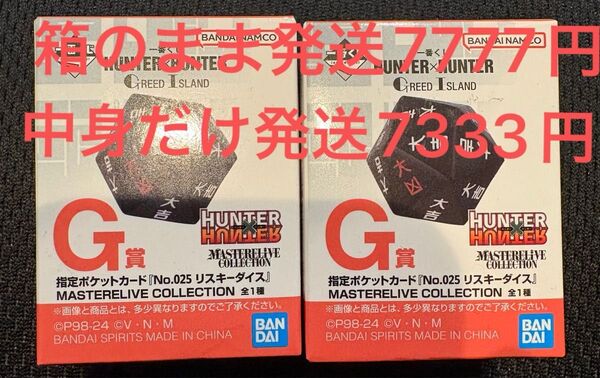 箱のまま発送7777円
中身だけ発送7333円
BANDAI NAMCO
一番くじ
HUNTER×HUNTER
GREED ISLAND
大吉
大凶
G賞
HUNTER×HUNTER
MASTERELIVE COLLECTION
指定ポケットカード『No.025 リスキーダイス』
MASTERELIVE COLLECTION 全1種
※画像と商品とは、多少異なりますのでご了承ください。
©P98-24 ©V・N・M
BANDAI SPIRITS MADE IN CHINA
BANDAI
BANDAI NAMCO
一番くじ
HUNTER×HUNTER
GREED ISLAND
大吉
大凶
大吉
大吉
G賞
HUNTER×HUNTER
MASTERELIVE COLLECTION
指定ポケットカード『No.025 リスキーダイス』
MASTERELIVE COLLECTION 全1種
※画像と商品とは、多少異なりますのでご了承ください。
©P98-24 ©V・N・M
BANDAI SPIRITS MADE IN CHINA
BANDAI